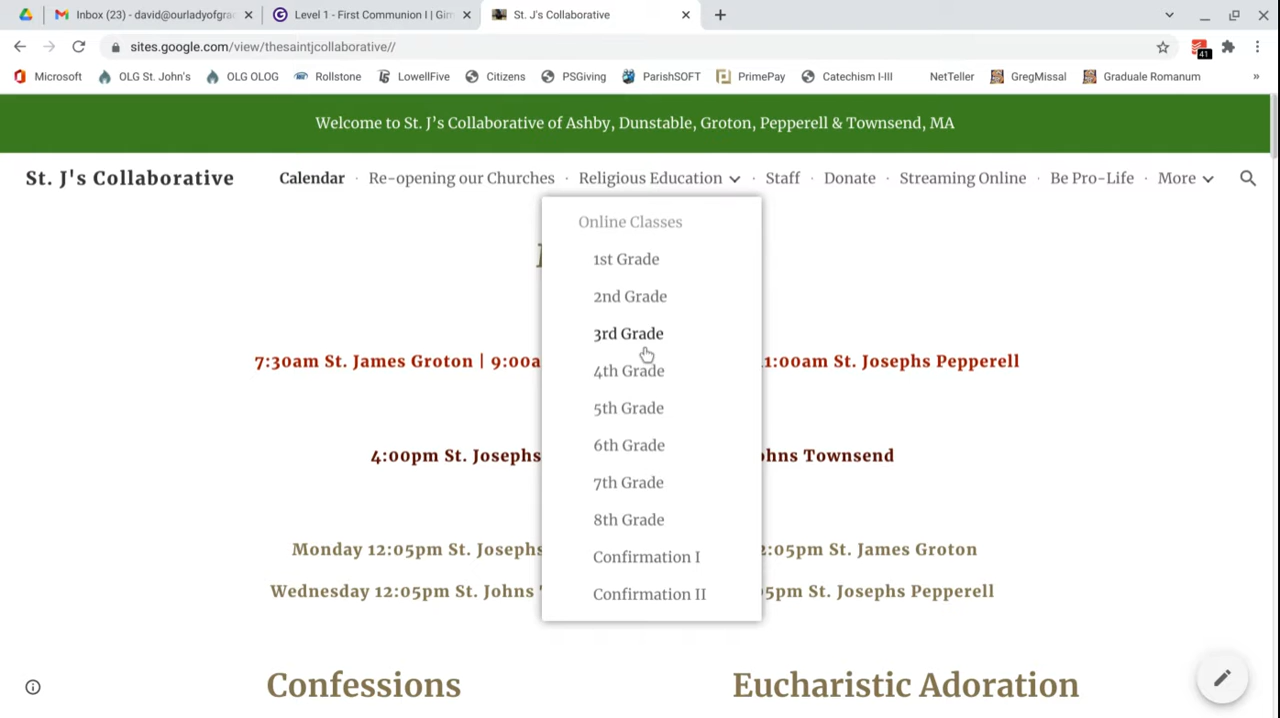 Inbox (23) - david@ourladyofgra
Level 1 - First Communion I | Gim
St. J's Collaborative
sites.google.com/view/thesaintjcollaborative//
41
Microsoft
OLG St. John's
OLG OLOG
Rollstone
LowellFive
Citizens
PSGiving
ParishSOFT
PrimePay
Catechism I-III
NetTeller
GregMissal
Graduale Romanum
»
Welcome to St. J's Collaborative of Ashby, Dunstable, Groton, Pepperell & Townsend, MA
St. J's Collaborative
Calendar · Re-opening our Churches · Religious Education · Staff · Donate · Streaming Online · Be Pro-Life · More
Online Classes
1st Grade
2nd Grade
3rd Grade
4th Grade
5th Grade
6th Grade
7th Grade
8th Grade
Confirmation I
Confirmation II
7:30am St. James Groton | 9:00a
1:00am St. Josephs Pepperell
4:00pm St. Josephs
hns Townsend
Monday 12:05pm St. Josephs
2:05pm St. James Groton
Wednesday 12:05pm St. Johns
5pm St. Josephs Pepperell
Confessions
Eucharistic Adoration